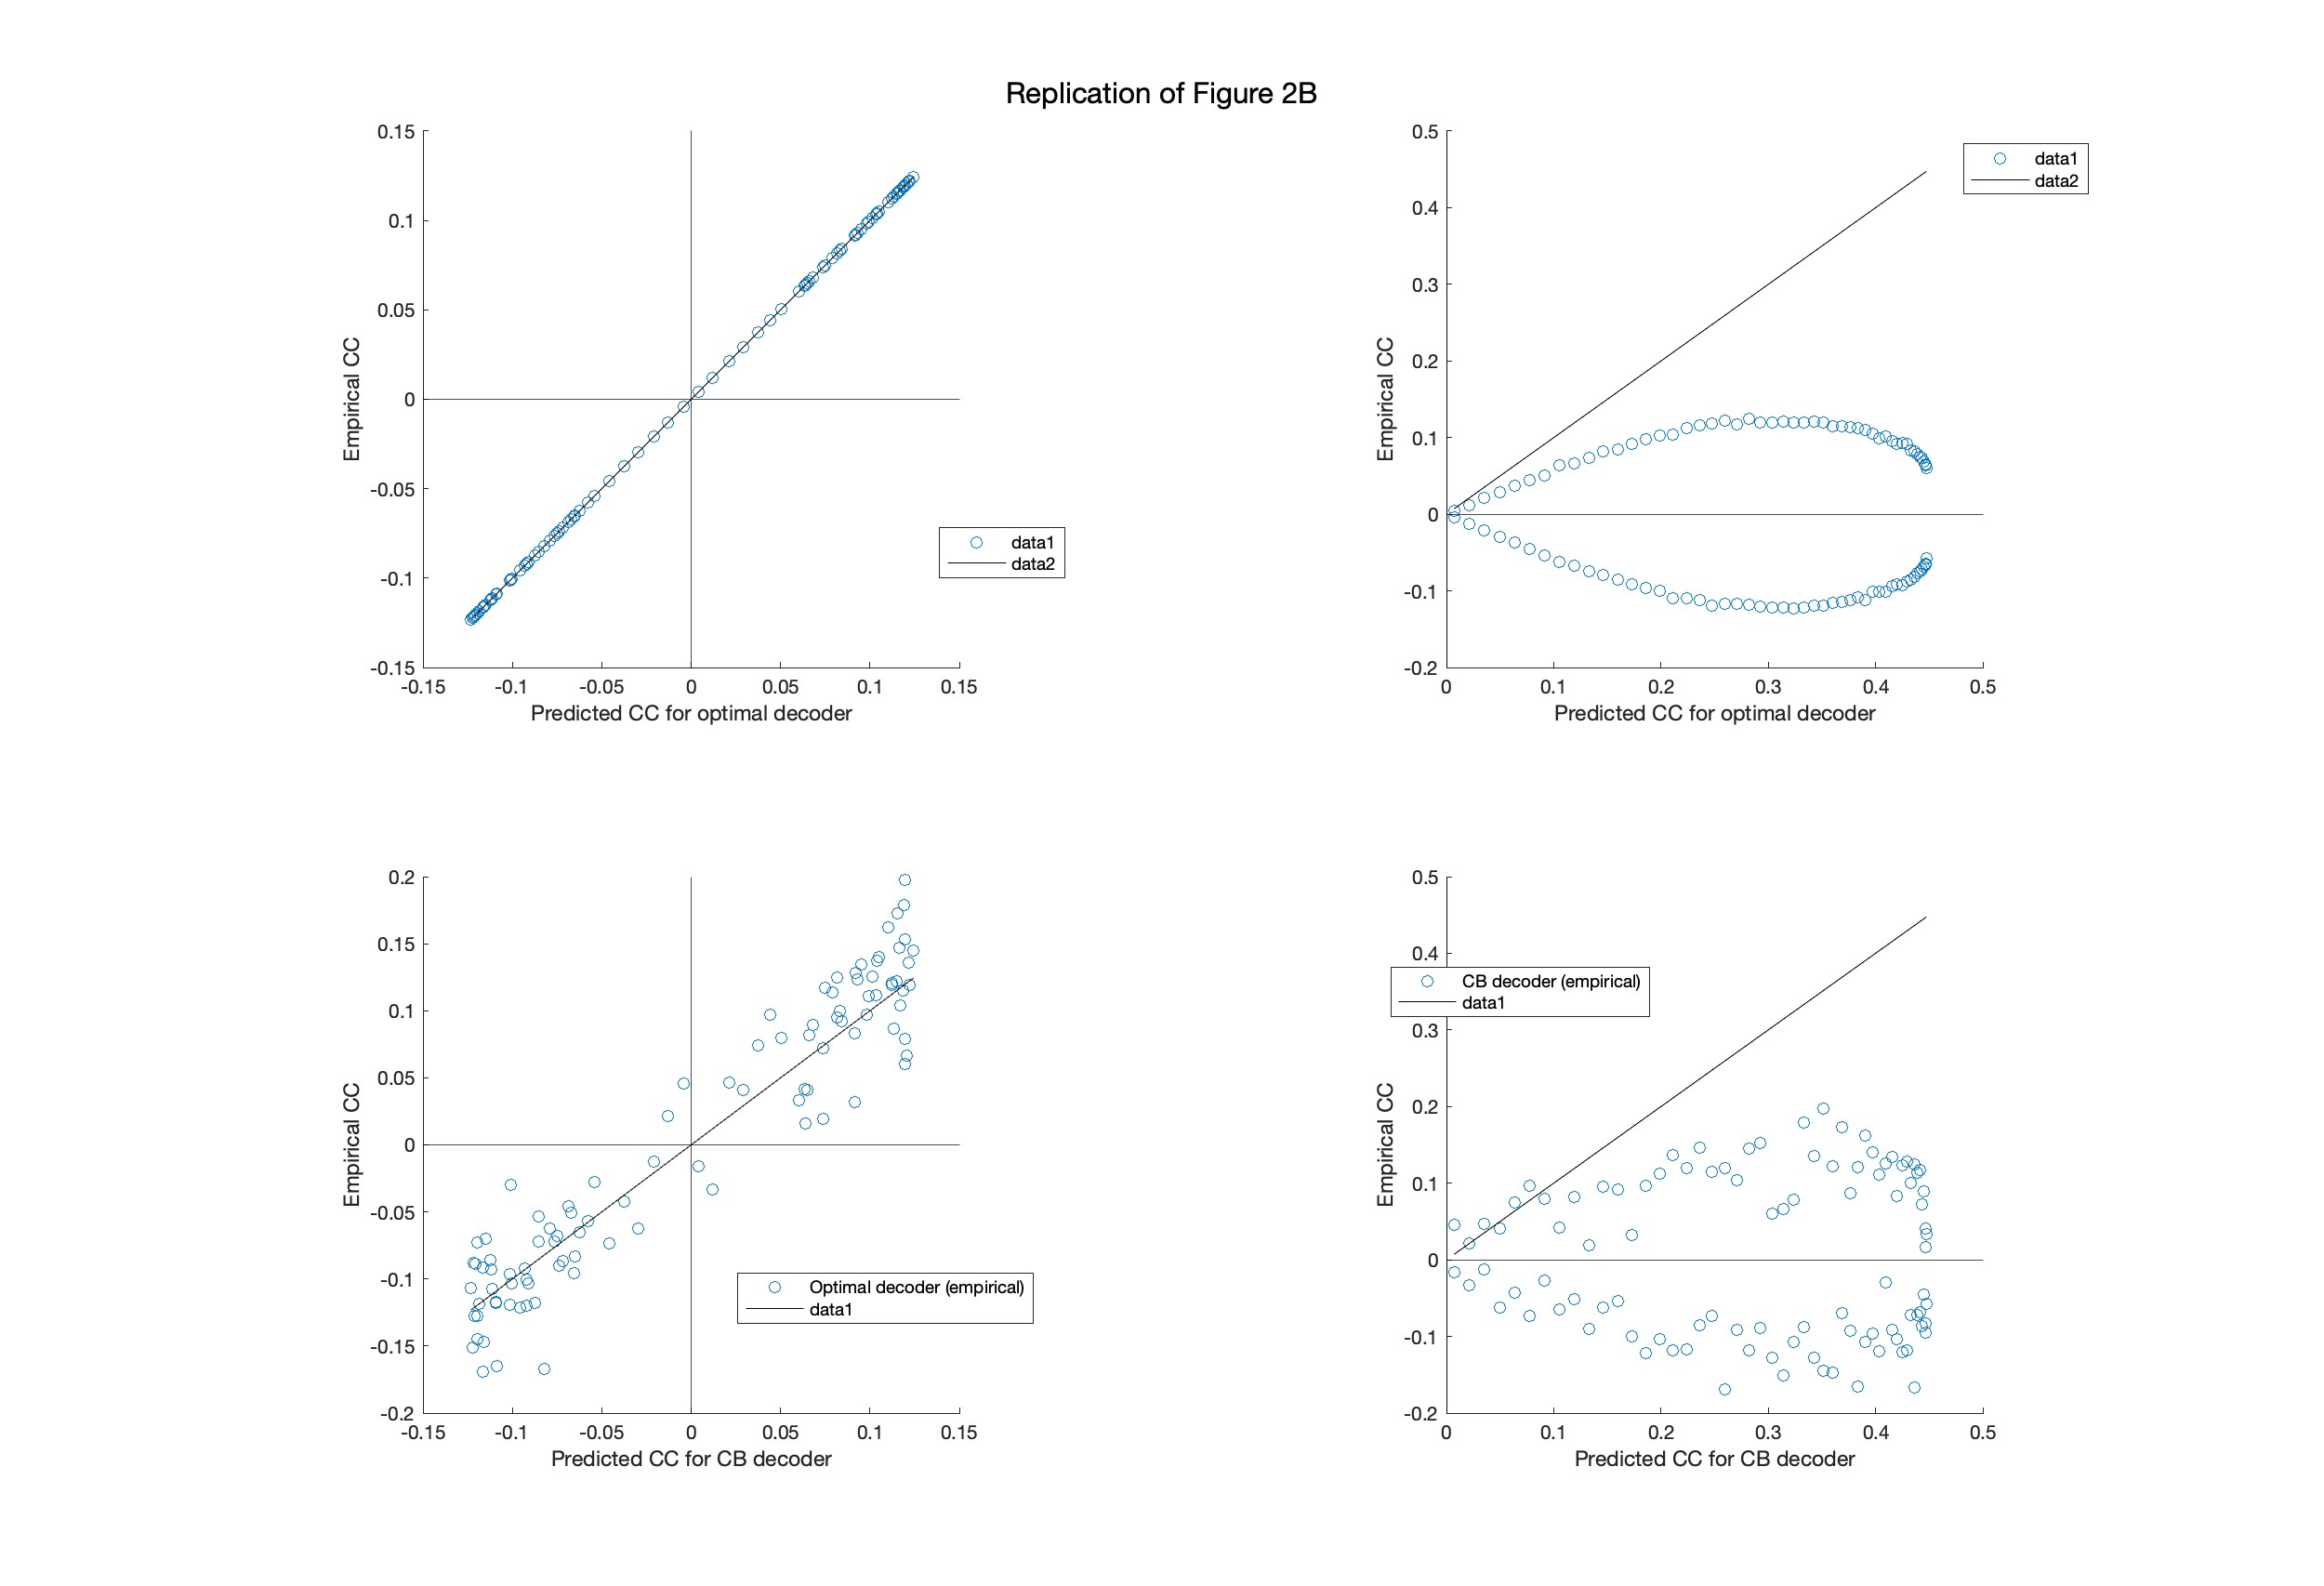 Replication of Figure 2B
0.15
0.1
0.05
0
-0.05
-0.1
-0.15
Empirical CC
-0.15 -0.1 -0.05 0 0.05 0.1 0.15
Predicted CC for optimal decoder
data1
data2
0.5
0.4
0.3
0.2
0.1
0
-0.1
-0.2
Empirical CC
0 0.1 0.2 0.3 0.4 0.5
Predicted CC for optimal decoder
data1
data2
0.2
0.15
0.1
0.05
0
-0.05
-0.1
-0.15
-0.2
Empirical CC
-0.15 -0.1 -0.05 0 0.05 0.1 0.15
Predicted CC for CB decoder
Optimal decoder (empirical)
data1
0.5
0.4
0.3
0.2
0.1
0
-0.1
-0.2
Empirical CC
0 0.1 0.2 0.3 0.4 0.5
Predicted CC for CB decoder
CB decoder (empirical)
data1